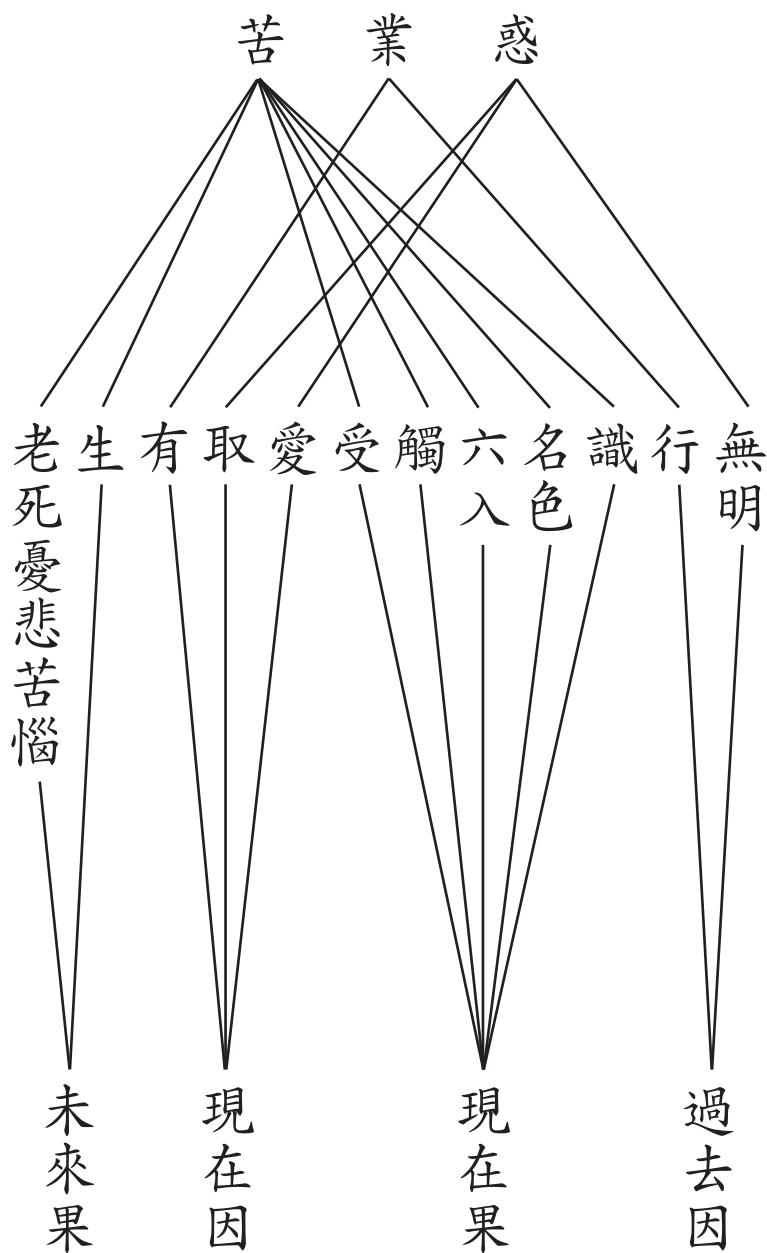 惑
業
苦
無明
行
識
名色
六入
觸
受
愛
取
有
生
老死憂悲苦惱
過去因
現在果
現在因
未來果